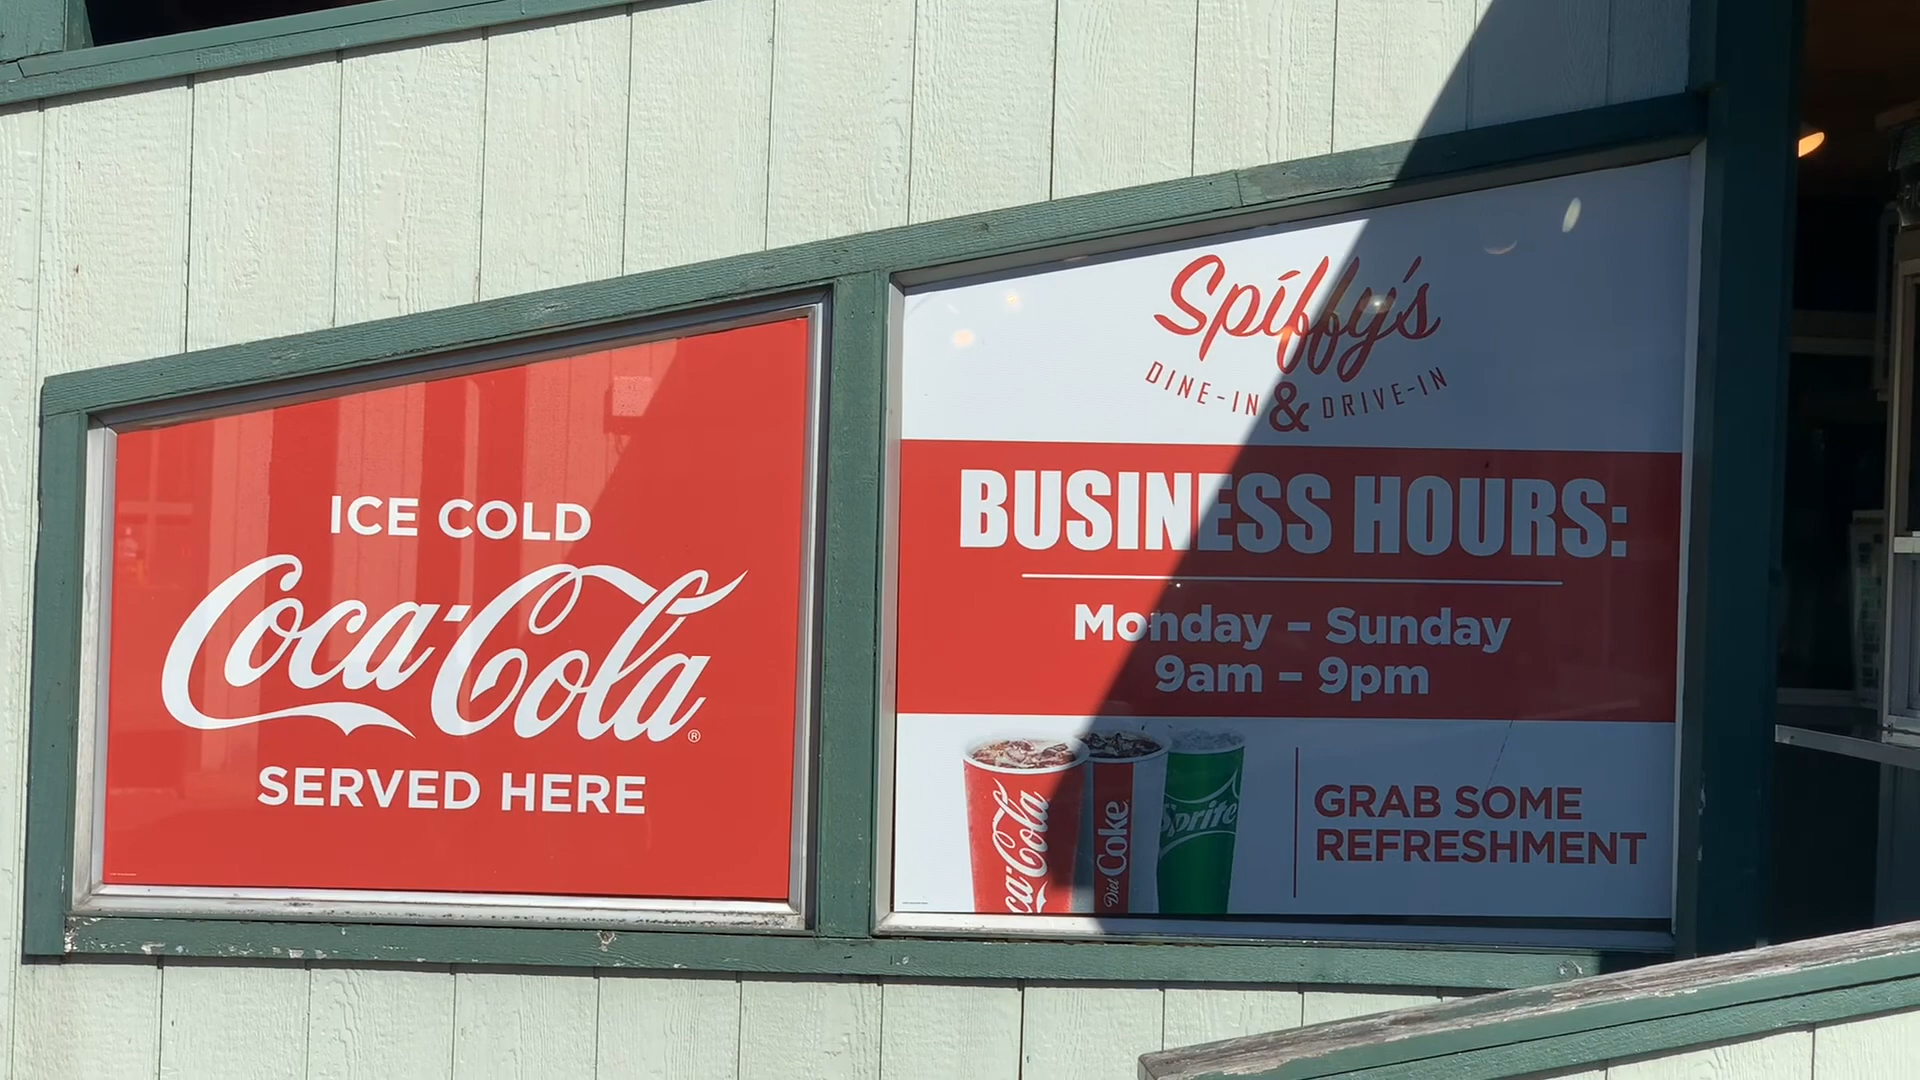 ICE COLD
Coca-Cola®
SERVED HERE
Spiffy's
DINE-IN & DRIVE-IN
BUSINESS HOURS:
Monday – Sunday
9am – 9pm
Coca-Cola
Diet Coke
Sprite
GRAB SOME
REFRESHMENT